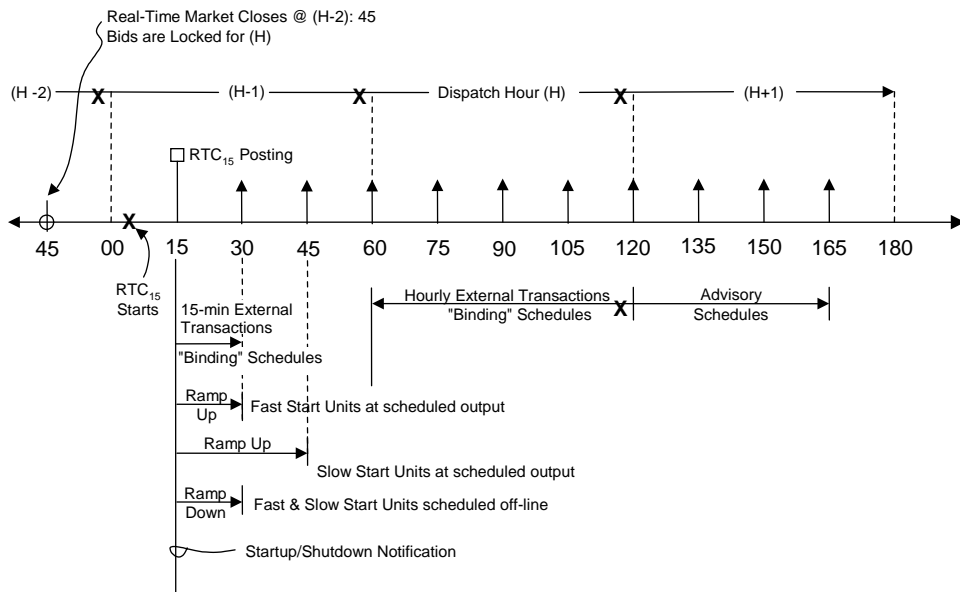 Real-Time Market Closes @ (H-2): 45
Bids are Locked for (H)
(H -2)
X
(H-1)
X
Dispatch Hour (H)
X
(H+1)
RTC15 Posting
X
45
00
15
30
45
60
75
90
105
120
135
150
165
180
RTC15
Starts
15-min External
Transactions
"Binding" Schedules
Hourly External Transactions
"Binding" Schedules
X
Advisory
Schedules
Ramp
Up
Fast Start Units at scheduled output
Ramp Up
Slow Start Units at scheduled output
Ramp
Down
Fast & Slow Start Units scheduled off-line
Startup/Shutdown Notification